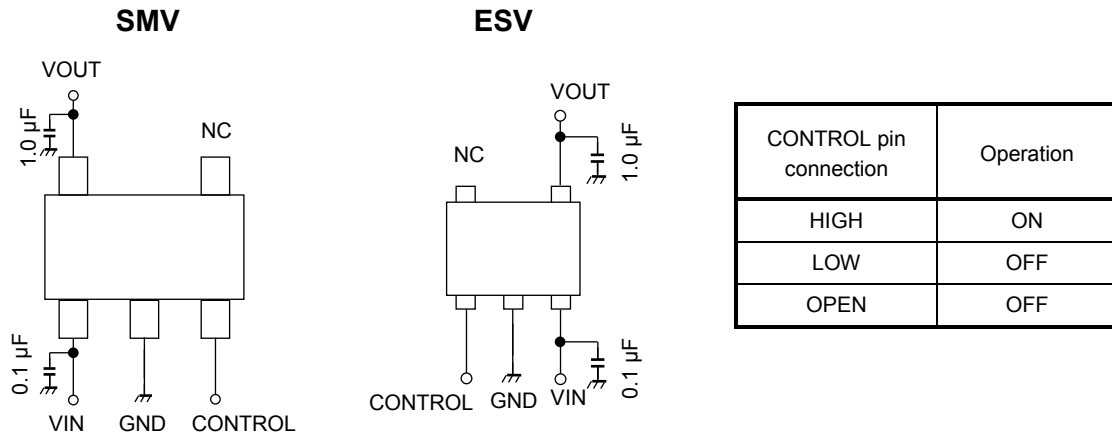 SMV
VOUT
1.0 µF
NC
0.1 µF
VIN GND CONTROL
ESV
VOUT
NC
1.0 µF
0.1 µF
CONTROL GND VIN
CONTROL pin
connection
Operation
HIGH ON
LOW OFF
OPEN OFF